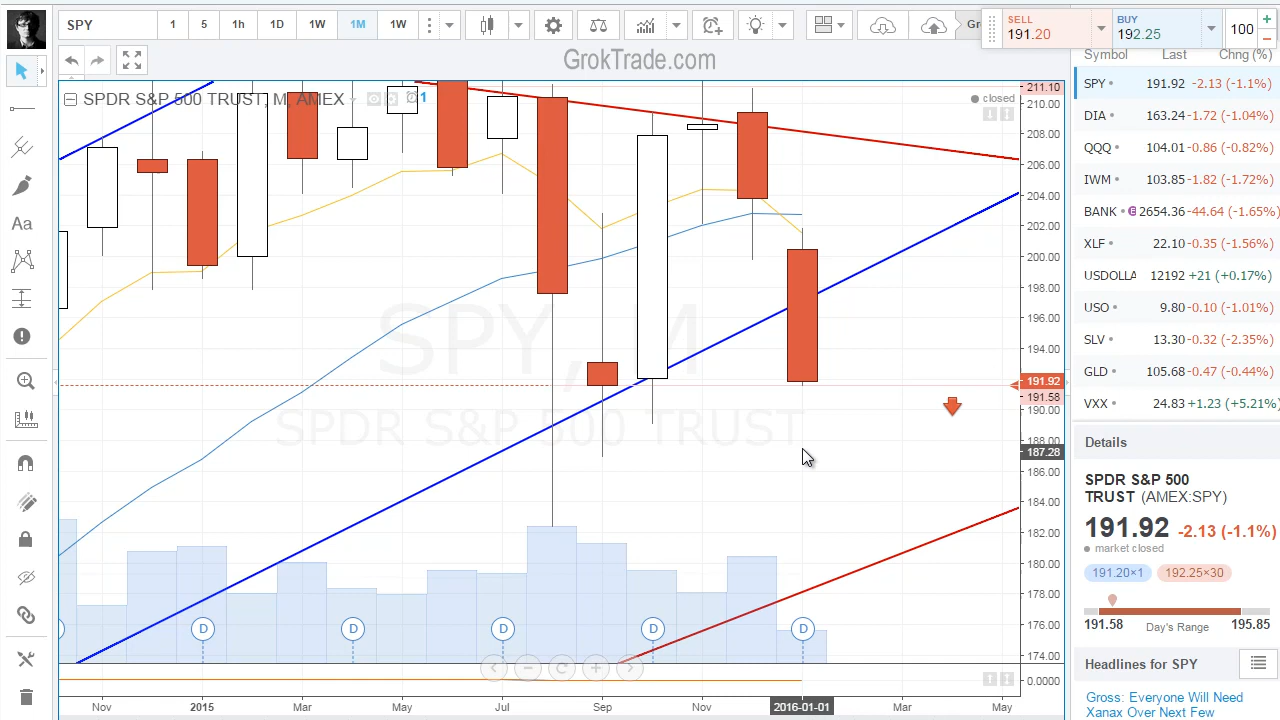 SPY 1 5 1h 1D 1W 1M 1W
SELL 191.20
BUY 192.25
100
Gr
GrokTrade.com
SPDR S&P 500 TRUST, M, AMEX
1
closed
SPY, M
SPDR S&P 500 TRUST
Aa
211.10
210.00
208.00
206.00
204.00
202.00
200.00
198.00
196.00
194.00
191.92
191.58
190.00
188.00
187.28
186.00
184.00
182.00
180.00
178.00
176.00
174.00
0.0000
D D D D D
Nov 2015 Mar May Jul Sep Nov 2016-01-01 Mar May
Symbol Last Chng (%)
SPY 191.92 -2.13 (-1.1%)
DIA 163.24 -1.72 (-1.04%)
QQQ 104.01 -0.86 (-0.82%)
IWM 103.85 -1.82 (-1.72%)
BANK E 2654.36 -44.64 (-1.65%)
XLF 22.10 -0.35 (-1.56%)
USDOLLA 12192 +21 (+0.17%)
USO 9.80 -0.10 (-1.01%)
SLV 13.30 -0.32 (-2.35%)
GLD 105.68 -0.47 (-0.44%)
VXX 24.83 +1.23 (+5.21%)
Details
SPDR S&P 500
TRUST (AMEX:SPY)
191.92 -2.13 (-1.1%)
market closed
191.20×1 192.25×30
191.58 Day's Range 195.85
Headlines for SPY
Gross: Everyone Will Need
Xanax Over Next Few